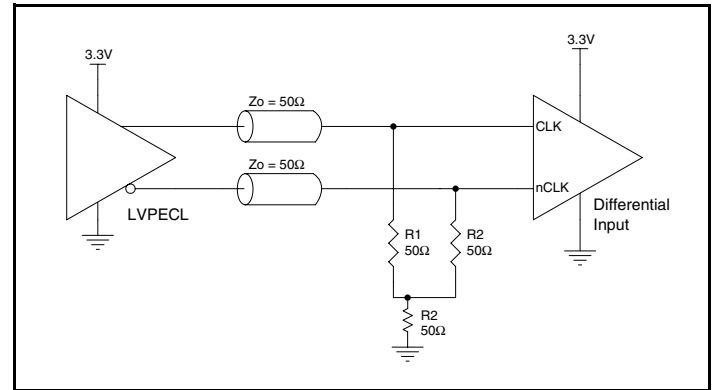 3.3V
3.3V
Zo = 50Ω
CLK
Zo = 50Ω
nCLK
LVPECL
Differential
Input
R1
50Ω
R2
50Ω
R2
50Ω